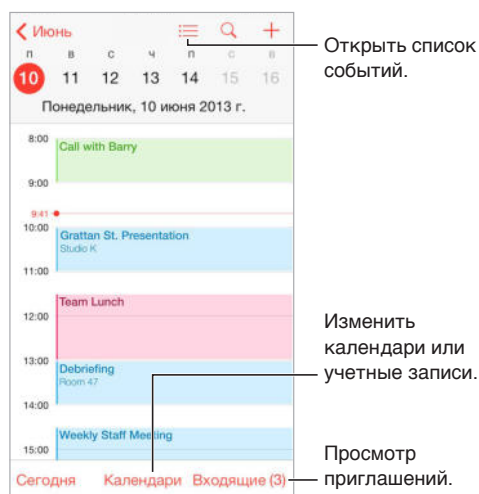 Июнь
п в с ч п с в
10 11 12 13 14 15 16
Понедельник, 10 июня 2013 г.
8:00
Call with Barry
9:00
9:41
10:00
Grattan St. Presentation
Studio K
11:00
Team Lunch
12:00
13:00
Debriefing
Room 47
14:00
Weekly Staff Meeting
15:00
Сегодня Календари Входящие (3)
Открыть список
событий.
Изменить
календари или
учетные записи.
Просмотр
приглашений.